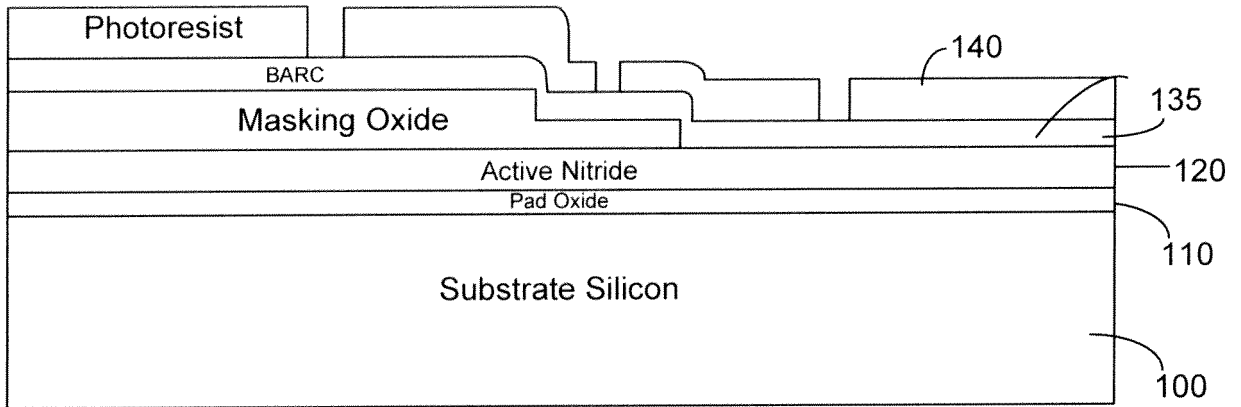 Photoresist
140
BARC
135
Masking Oxide
Active Nitride
120
Pad Oxide
110
Substrate Silicon
100